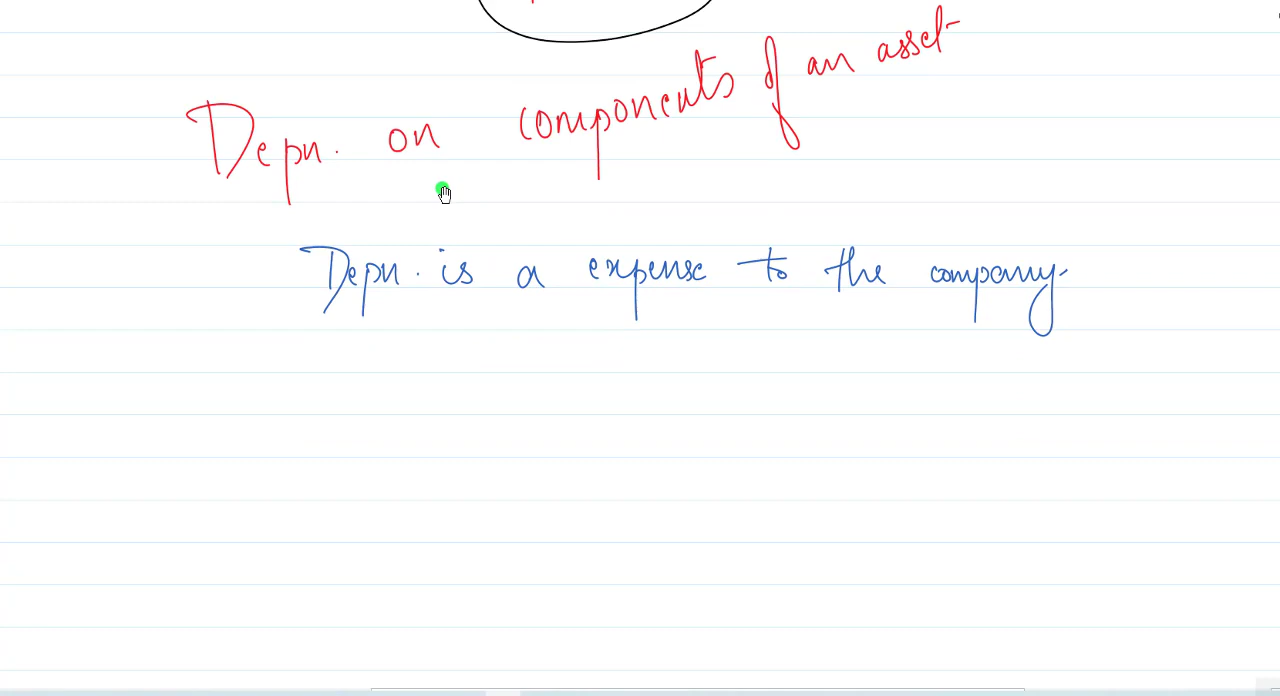 Depn. on components of an asset
Depn. is a expense to the company.